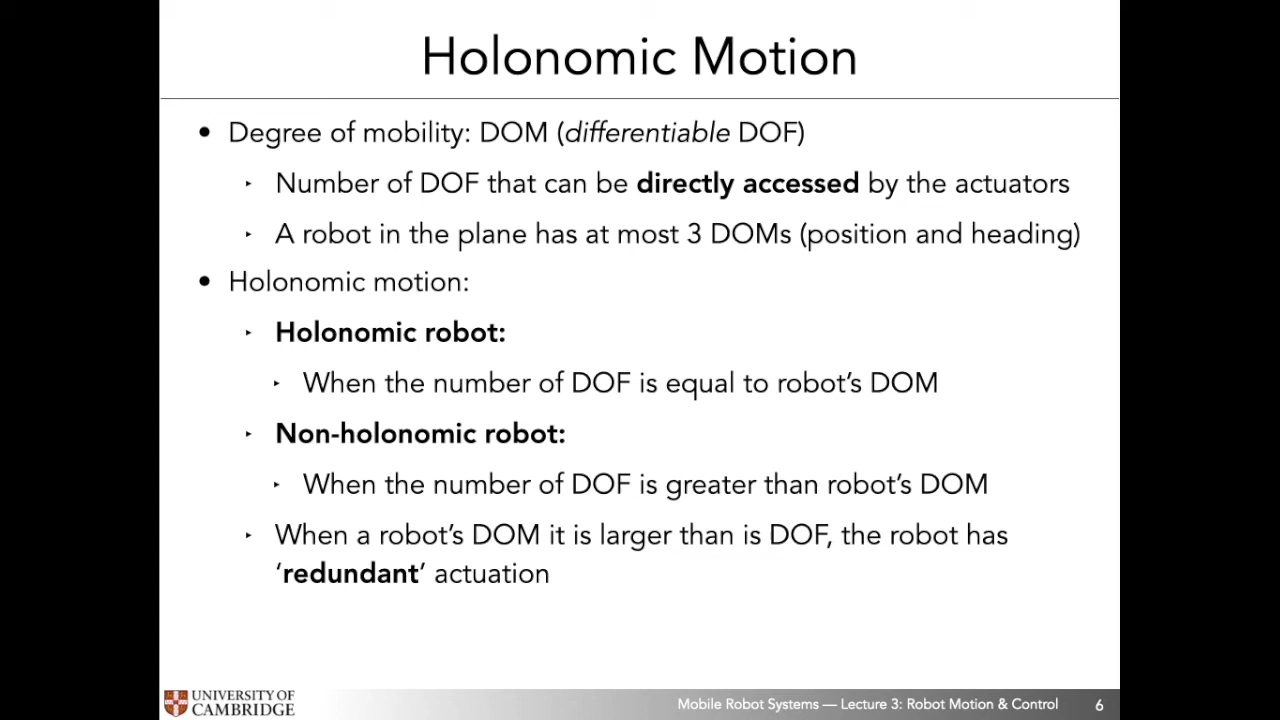 Holonomic Motion
• Degree of mobility: DOM (differentiable DOF)
‣ Number of DOF that can be directly accessed by the actuators
‣ A robot in the plane has at most 3 DOMs (position and heading)
• Holonomic motion:
‣ Holonomic robot:
‣ When the number of DOF is equal to robot’s DOM
‣ Non-holonomic robot:
‣ When the number of DOF is greater than robot’s DOM
‣ When a robot’s DOM it is larger than is DOF, the robot has
‘redundant’ actuation
UNIVERSITY OF
CAMBRIDGE
Mobile Robot Systems — Lecture 3: Robot Motion & Control 6